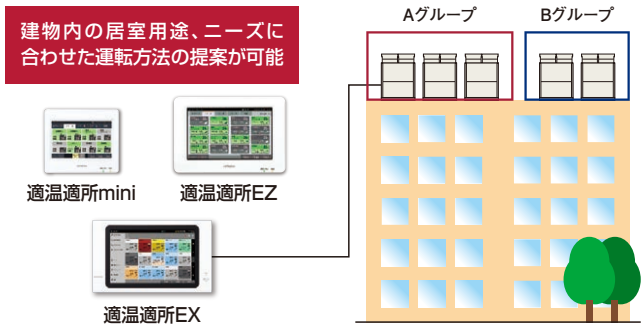 建物内の居室用途、ニーズに
合わせた運転方法の提案が可能
Aグループ
Bグループ
適温適所mini
適温適所EZ
適温適所EX